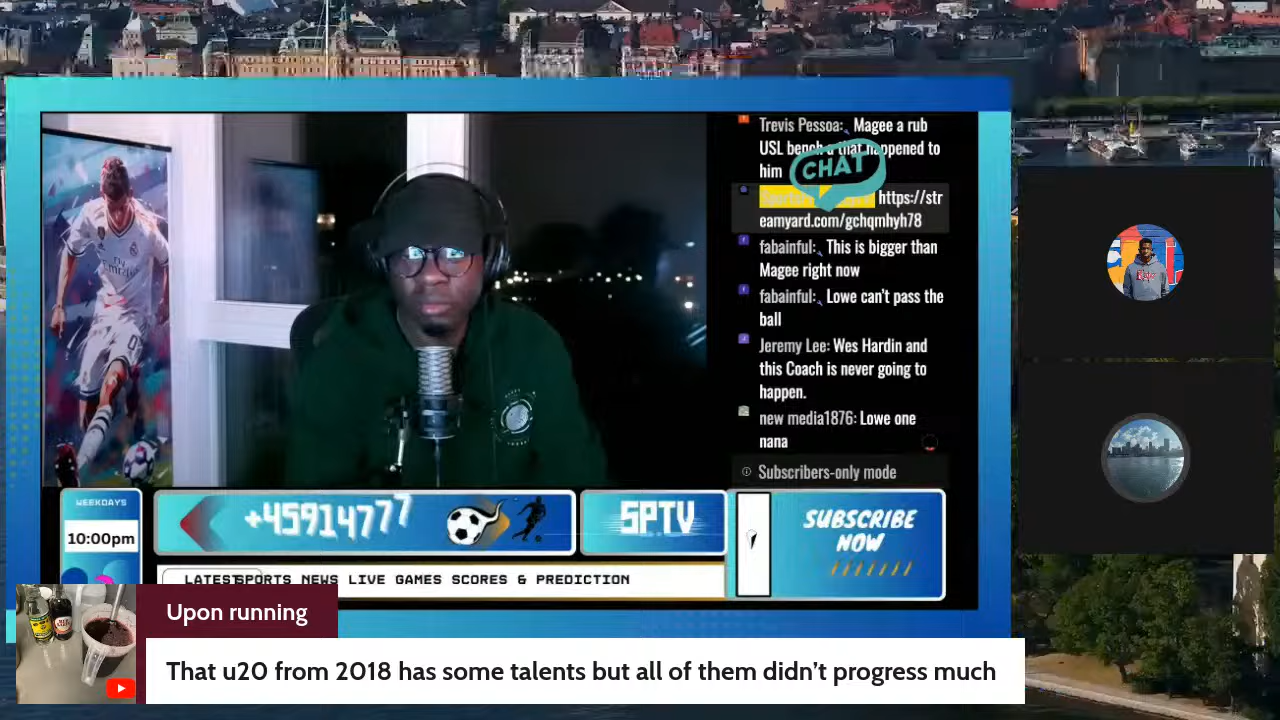 Trevis Pessoa: Magee a rub
USL bench
that happened to
him
CHAT
https://str
eamyard.com/gchqmhyh78
fabainful: This is bigger than
Magee right now
fabainful: Lowe can't pass the
ball
Jeremy Lee: Wes Hardin and
this Coach is never going to
happen.
new media1876: Lowe one
nana
Subscribers-only mode
WEEKDAYS
10:00pm
+45914777
SPTV
SUBSCRIBE
NOW
LATEST SPORTS NEWS LIVE GAMES SCORES & PREDICTION
Upon running
That u20 from 2018 has some talents but all of them didn't progress much